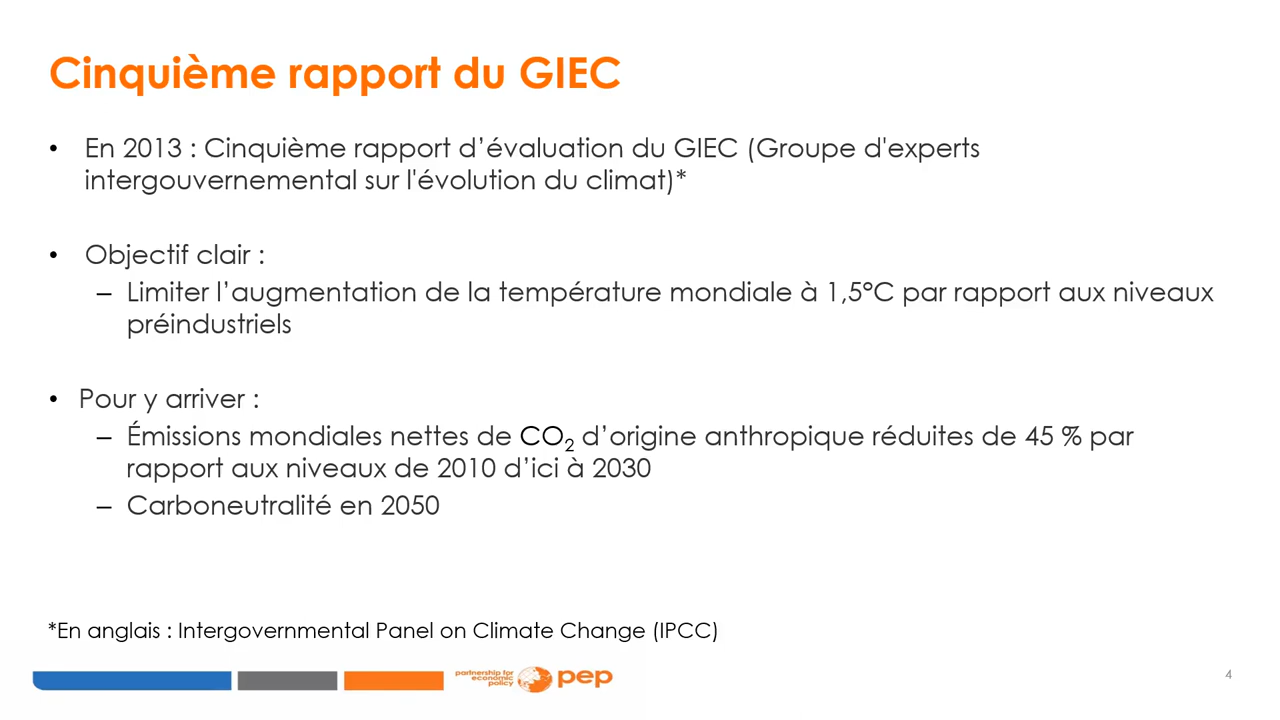 Cinquième rapport du GIEC
• En 2013 : Cinquième rapport d’évaluation du GIEC (Groupe d'experts
intergouvernemental sur l'évolution du climat)*
• Objectif clair :
– Limiter l’augmentation de la température mondiale à 1,5°C par rapport aux niveaux
préindustriels
• Pour y arriver :
– Émissions mondiales nettes de CO₂ d’origine anthropique réduites de 45 % par
rapport aux niveaux de 2010 d’ici à 2030
– Carboneutralité en 2050
*En anglais : Intergovernmental Panel on Climate Change (IPCC)
partnership for
economic
policy
pep
4